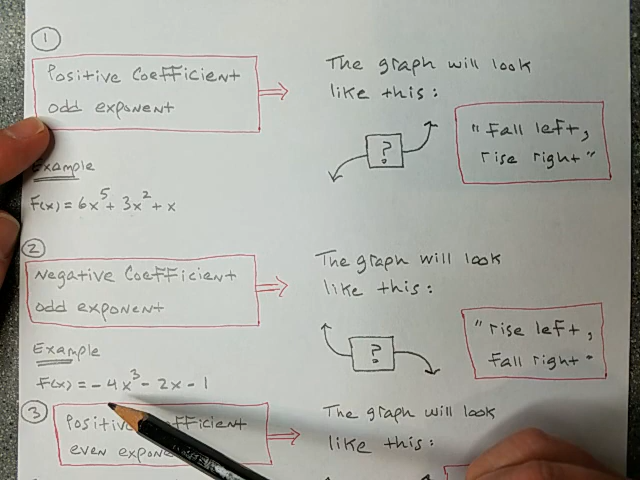 1
Positive Coefficient
odd exponent
The graph will look
like this:
?
"Fall left,
rise right"
Example
F(x) = 6x⁵ + 3x² + x
2
Negative Coefficient
odd exponent
The graph will look
like this:
?
"rise left,
Fall right"
Example
F(x) = -4x³ - 2x - 1
3
Positive
even
The graph will look
like this: